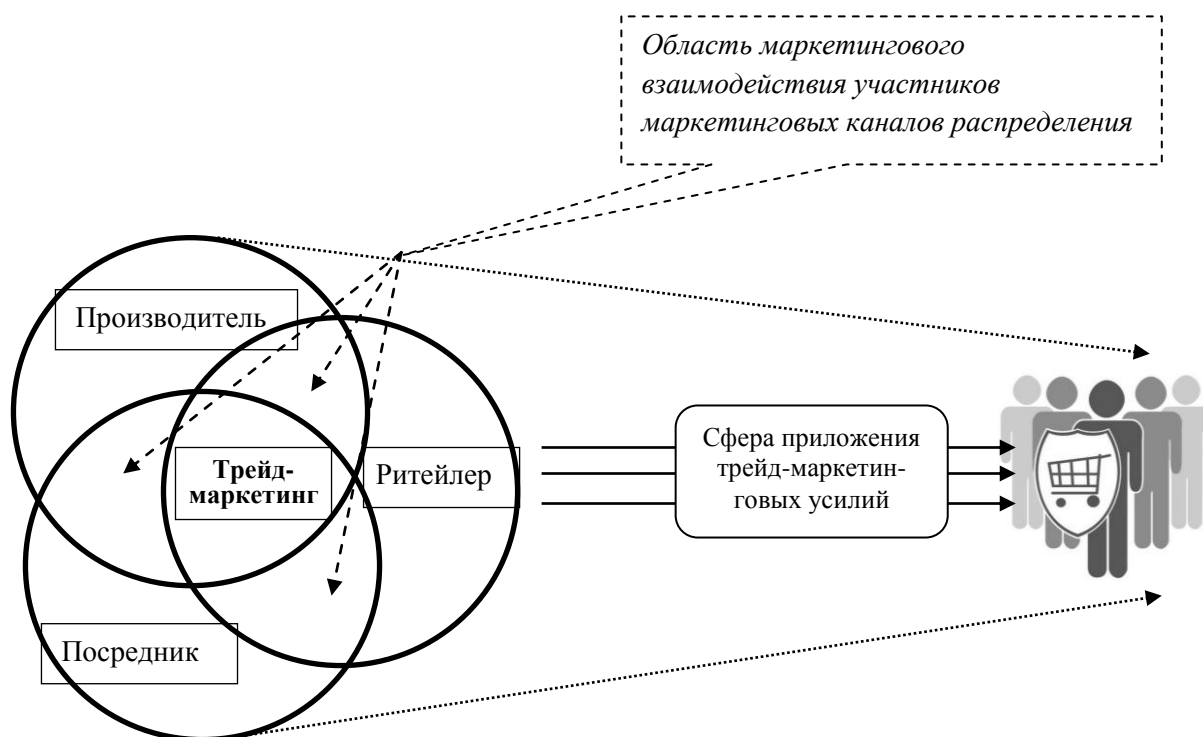 Область маркетингового
взаимодействия участников
маркетинговых каналов распределения
Производитель
Трейд-
маркетинг
Ритейлер
Сфера приложения
трейд-маркетин-
говых усилий
Посредник